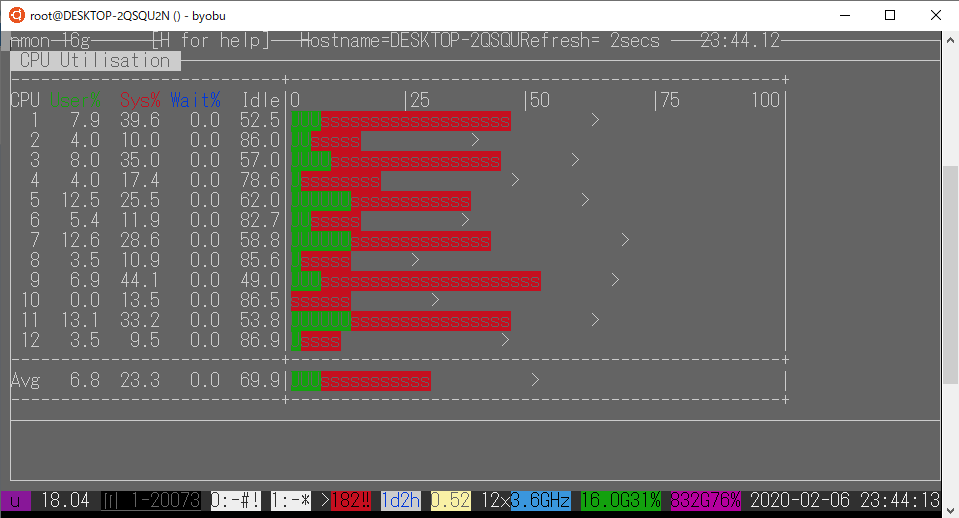 root@DESKTOP-2QSQU2N () - byobu
nmon-16g [H for help] Hostname=DESKTOP-2QSQURefresh= 2secs 23:44.12
CPU Utilisation
CPU User% Sys% Wait% Idle|0 |25 |50 |75 100|
1 7.9 39.6 0.0 52.5 UUUsssssssssssssssssss >
2 4.0 10.0 0.0 86.0 UUsssss >
3 8.0 35.0 0.0 57.0 UUUUsssssssssssssssss >
4 4.0 17.4 0.0 78.6 Ussssssss >
5 12.5 25.5 0.0 62.0 UUUUUUssssssssssss >
6 5.4 11.9 0.0 82.7 UUsssss >
7 12.6 28.6 0.0 58.8 UUUUUUssssssssssssss >
8 3.5 10.9 0.0 85.6 Usssss >
9 6.9 44.1 0.0 49.0 UUUssssssssssssssssssssss >
10 0.0 13.5 0.0 86.5 ssssss >
11 13.1 33.2 0.0 53.8 UUUUUUssssssssssssssss >
12 3.5 9.5 0.0 86.9 Ussss >
Avg 6.8 23.3 0.0 69.9 UUUsssssssssss >
u 18.04 1-20073 0:-#! 1:-* >182!! 1d2h 0.52 12x3.6GHz 16.0G31% 832G76% 2020-02-06 23:44:13